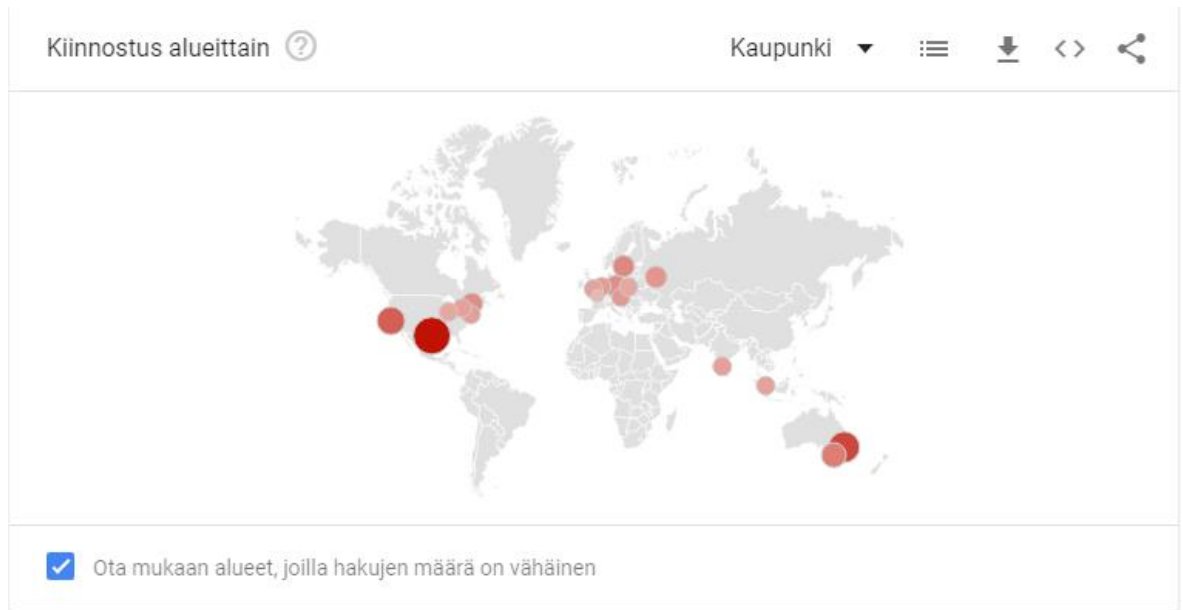 Kiinnostus alueittain ?
Kaupunki
Ota mukaan alueet, joilla hakujen määrä on vähäinen